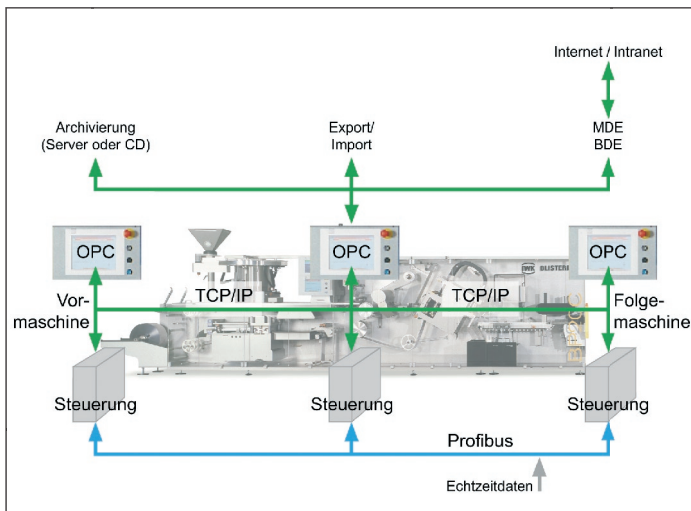 Internet / Intranet
Archivierung
(Server oder CD)
Export/
Import
MDE
BDE
OPC
OPC
OPC
TCP/IP
TCP/IP
Vor-
maschine
Folge-
maschine
Steuerung
Steuerung
Steuerung
Profibus
Echtzeitdaten